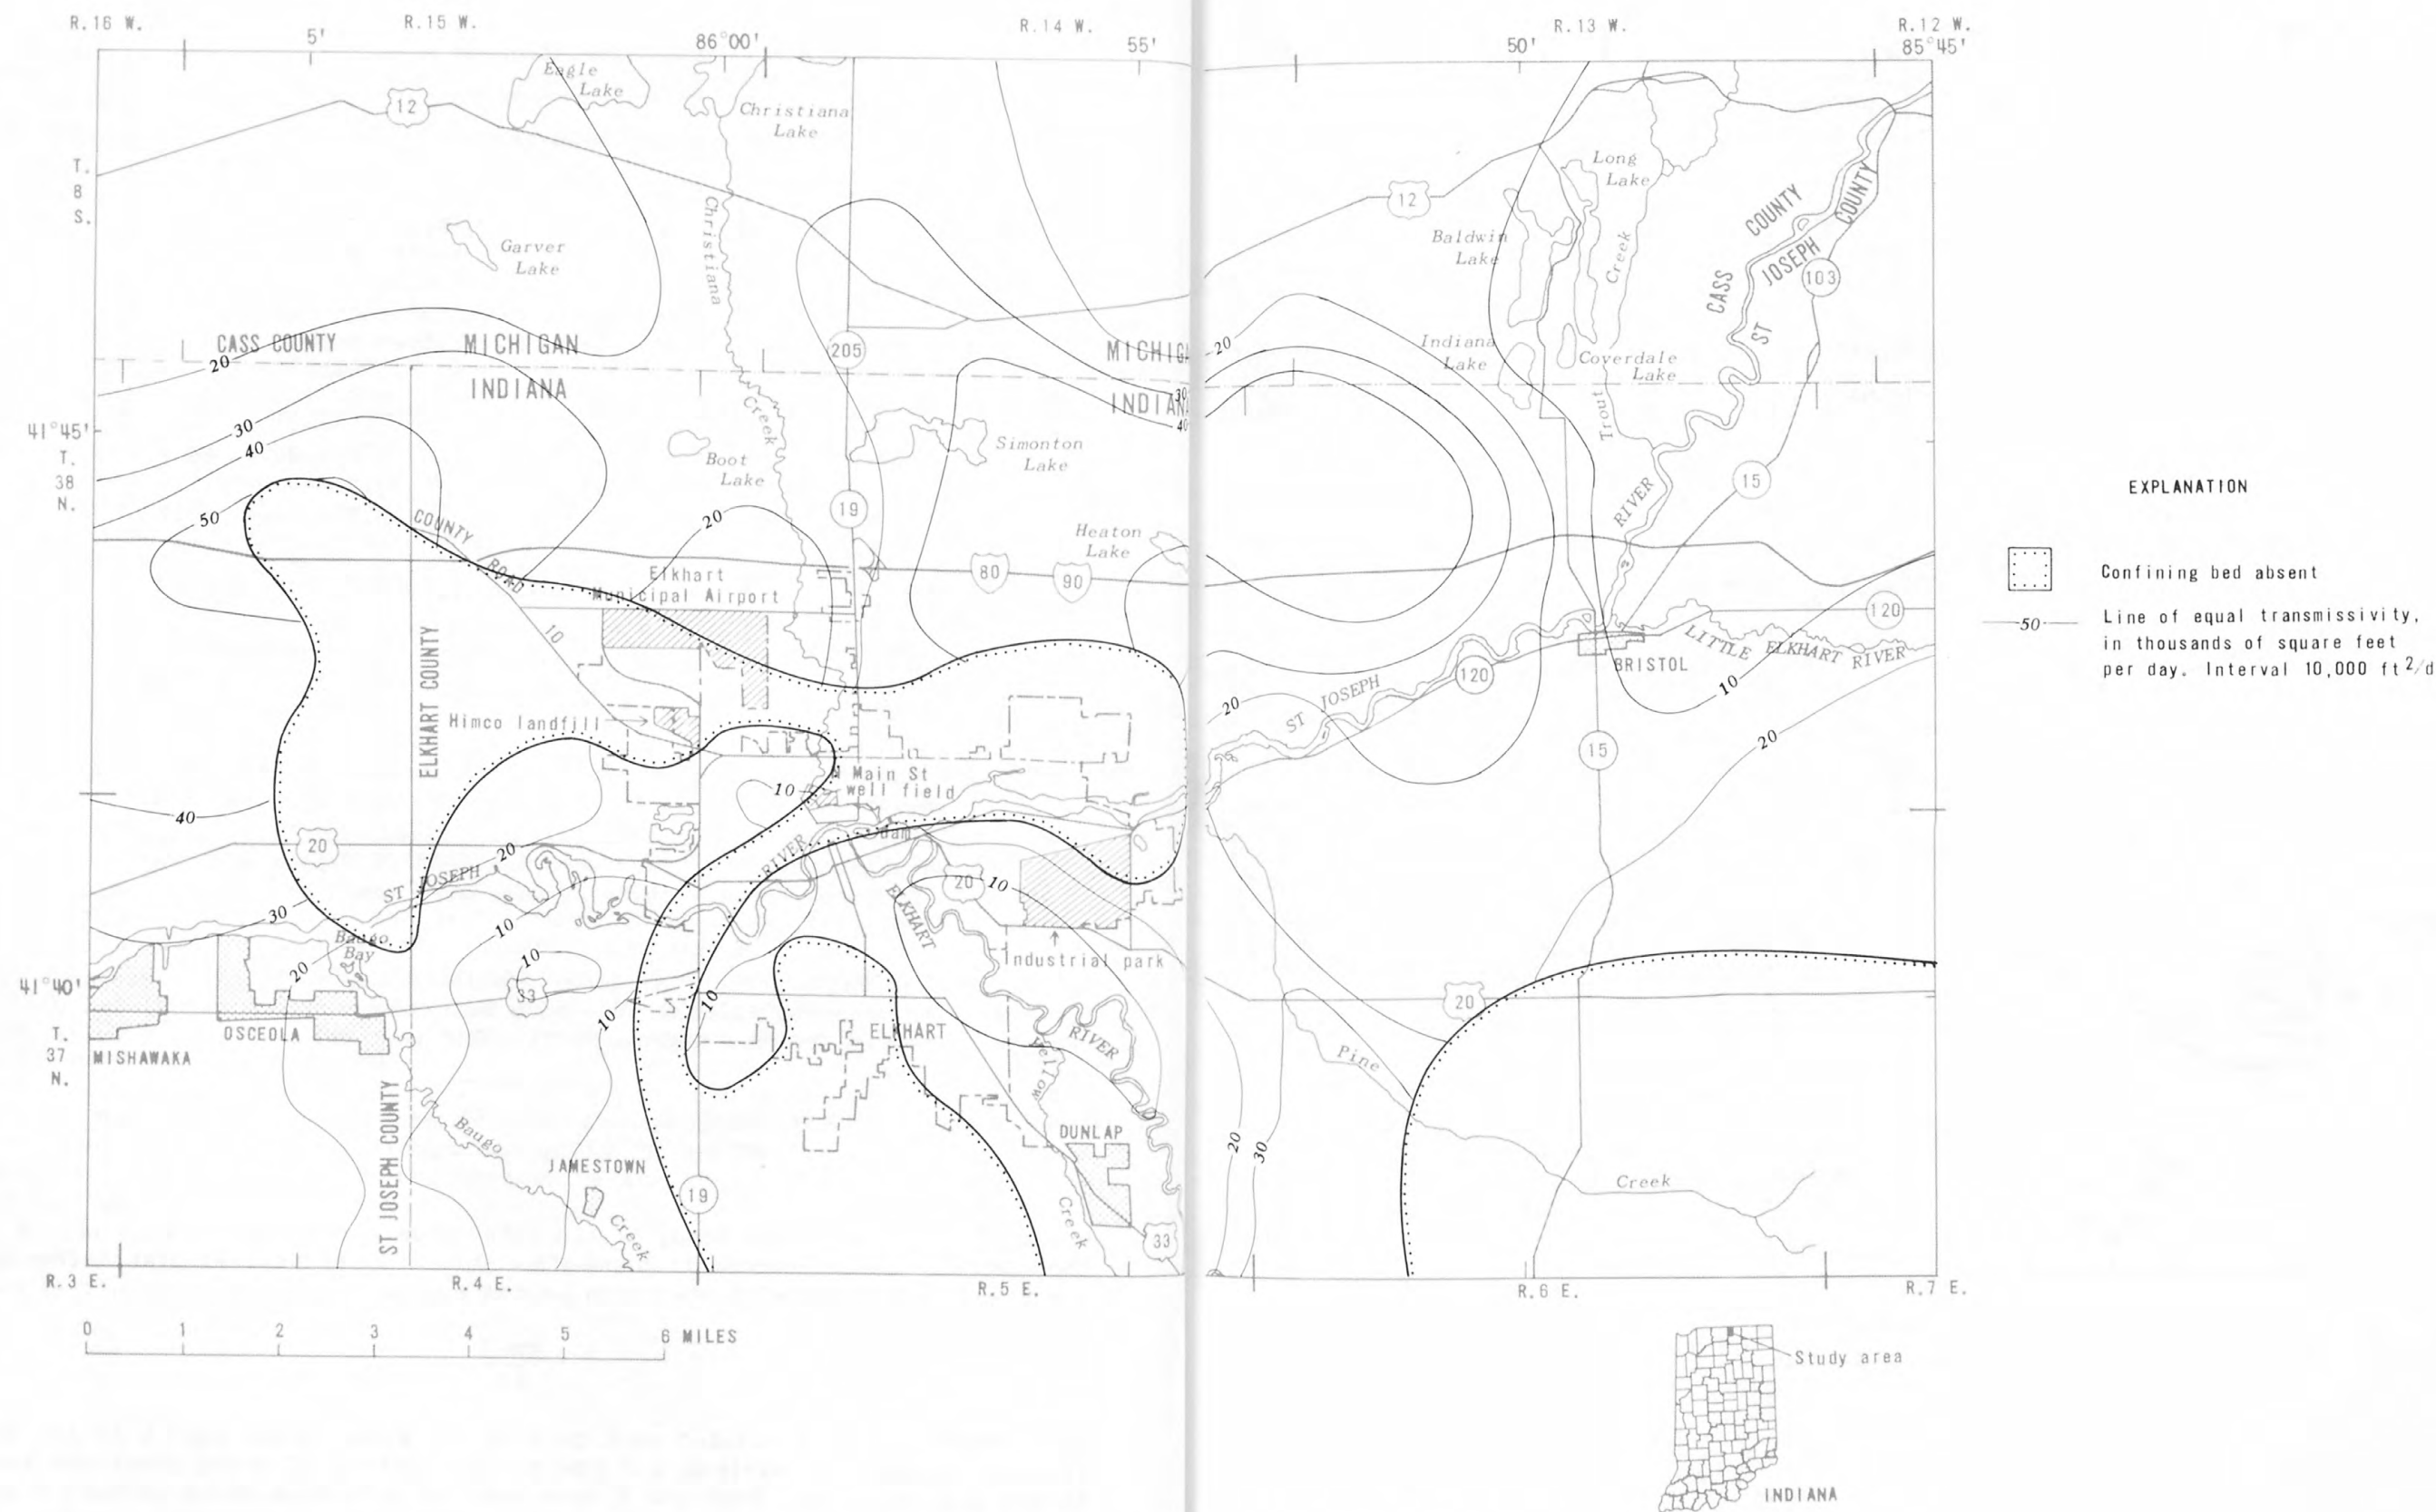 R.16 W.
R.15 W.
R.14 W.
R.13 W.
R.12 W.
5'
86°00'
55'
50'
85°45'
Eagle
Lake
12
Christiana
Lake
T.
8
S.
Long
Lake
12
COUNTY
COUNTY
Christiana
Creek
Garver
Lake
Baldwin
Lake
Creek
CASS
ST
JOSEPH
103
CASS COUNTY
MICHIGAN
205
MICHIG
20
Indiana
Lake
Coverdale
Lake
20
INDIANA
INDIAN
30
40
Trout
41°45'
T.
38
N.
30
40
Boot
Lake
Simonton
Lake
15
EXPLANATION
50
COUNTY
ROAD
10
20
19
Heaton
Lake
RIVER
Elkhart
Municipal Airport
80
90
Confining bed absent
120
50
Line of equal transmissivity,
in thousands of square feet
per day. Interval 10,000 ft2/d
ELKHART COUNTY
LITTLE ELKHART RIVER
BRISTOL
120
ST JOSEPH
20
10
Himco landfill
20
15
10
N Main St
well field
40
20
20
dam
ST JOSEPH
RIVER
20
10
30
10
ELKHART
RIVER
Baugo
Bay
10
Industrial park
20
41°40'
33
10
20
OSCEOLA
10
ELKHART
T.
37
N.
MISHAWAKA
Yellow
Creek
Pine
Creek
ST JOSEPH COUNTY
Baugo
Creek
DUNLAP
20
30
JAMESTOWN
19
33
R.3 E.
R.4 E.
R.5 E.
R.6 E.
R.7 E.
0 1 2 3 4 5 6 MILES
Study area
INDIANA